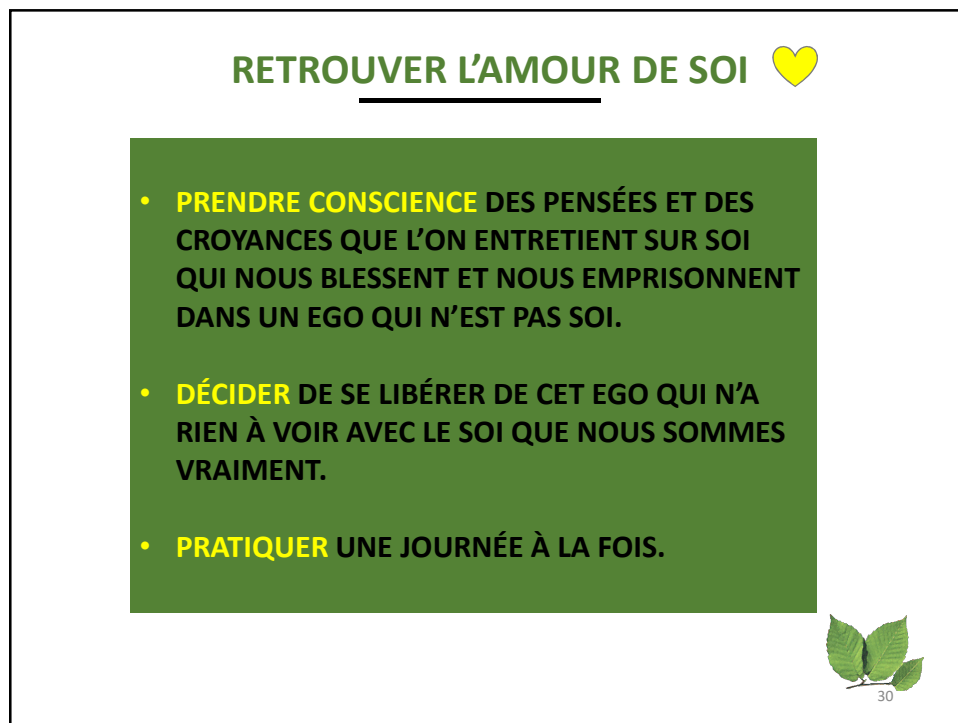 RETROUVER L’AMOUR DE SOI
• PRENDRE CONSCIENCE DES PENSÉES ET DES
CROYANCES QUE L’ON ENTRETIENT SUR SOI
QUI NOUS BLESSENT ET NOUS EMPRISONNENT
DANS UN EGO QUI N’EST PAS SOI.
• DÉCIDER DE SE LIBÉRER DE CET EGO QUI N’A
RIEN À VOIR AVEC LE SOI QUE NOUS SOMMES
VRAIMENT.
• PRATIQUER UNE JOURNÉE À LA FOIS.
30